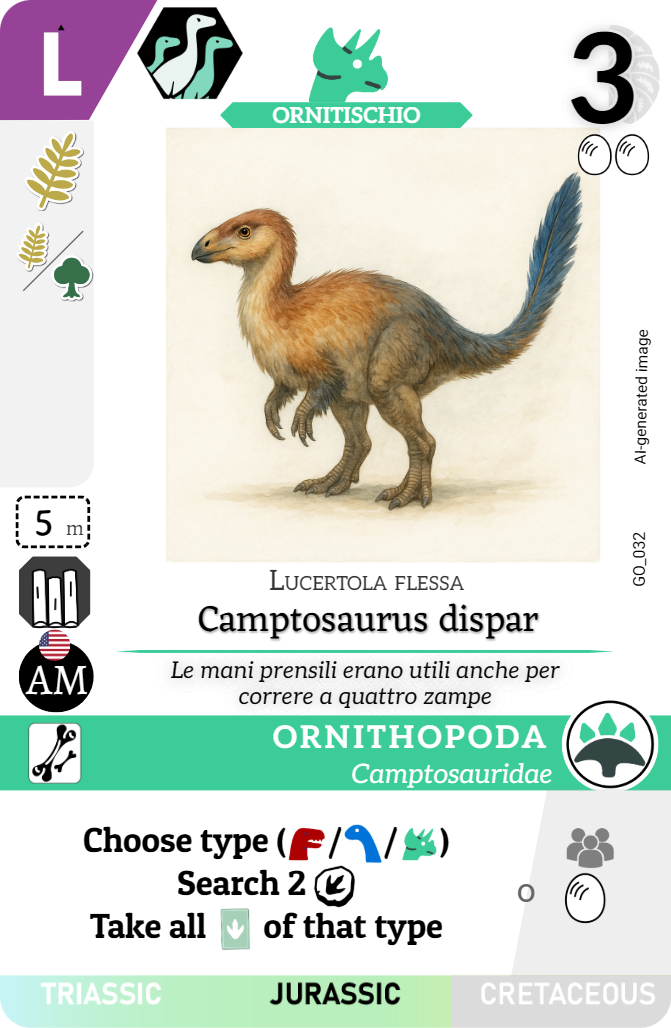 L
ORNITISCHIO
3
AI-generated image
GO_032
5 m
AM
LUCERTOLA FLESSA
Camptosaurus dispar
Le mani prensili erano utili anche per
correre a quattro zampe
ORNITHOPODA
Camptosauridae
Choose type ( / / )
Search 2
Take all of that type
o
TRIASSIC JURASSIC CRETACEOUS